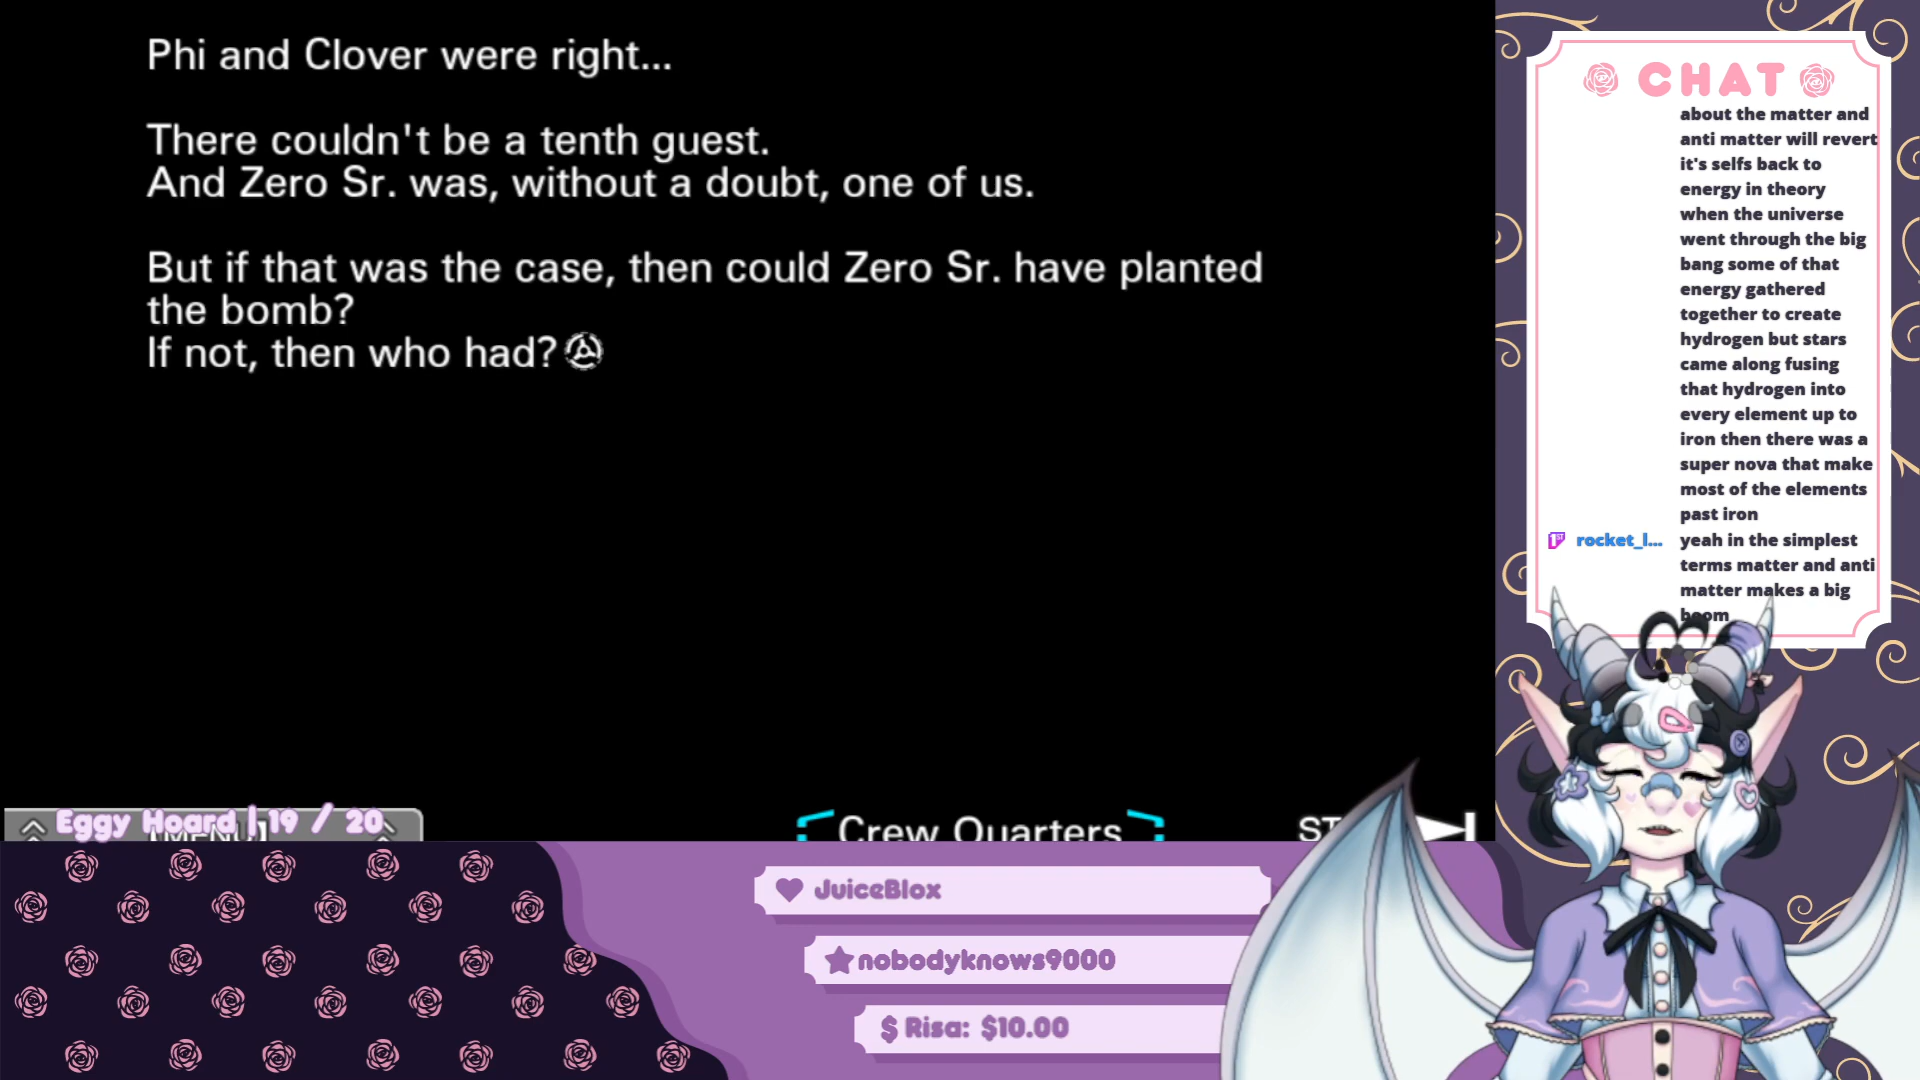 Phi and Clover were right...
There couldn't be a tenth guest.
And Zero Sr. was, without a doubt, one of us.
But if that was the case, then could Zero Sr. have planted
the bomb?
If not, then who had?
Eggy Hoard | 19 / 20
MENU
Crew Quarters
ST
JuiceBlox
nobodyknows9000
$ Risa: $10.00
CHAT
about the matter and
anti matter will revert
it's selfs back to
energy in theory
when the universe
went through the big
bang some of that
energy gathered
together to create
hydrogen but stars
came along fusing
that hydrogen into
every element up to
iron then there was a
super nova that make
most of the elements
past iron
rocket_l... yeah in the simplest
terms matter and anti
matter makes a big
boom